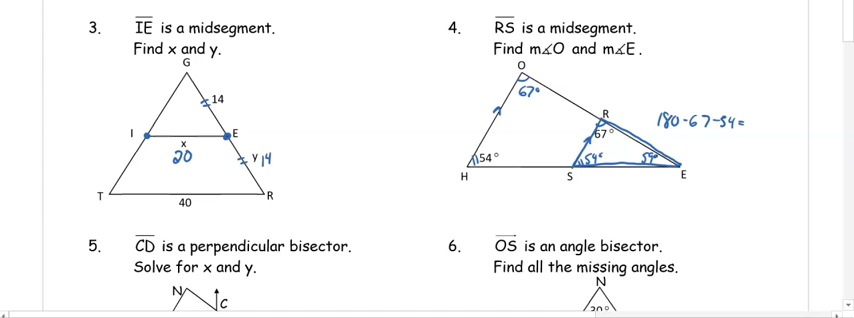 3. IE is a midsegment.
Find x and y.
G
14
I
E
x
20
y 14
T
R
40
4. RS is a midsegment.
Find m∡O and m∡E.
O
67°
R
67°
180-67-54=
54°
54°
59°
H
S
E
5. CD is a perpendicular bisector.
Solve for x and y.
N
C
6. OS is an angle bisector.
Find all the missing angles.
N
30°